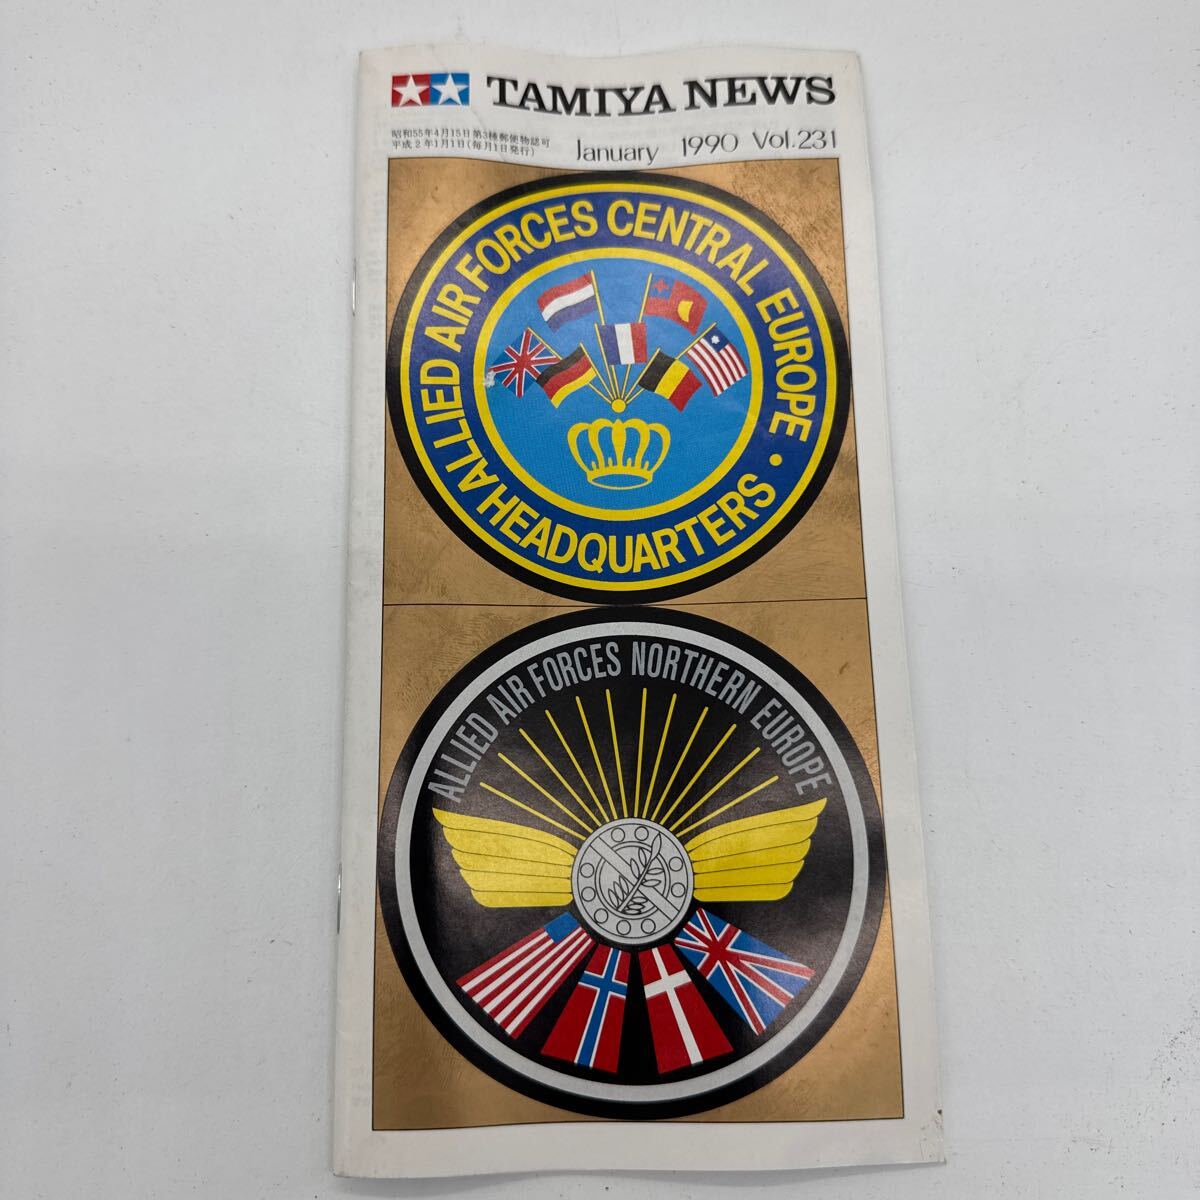 TAMIYA NEWS
昭和55年4月15日第3種郵便物認可
平成2年1月1日(毎月1日発行)
January 1990 Vol.231
ALLIED AIR FORCES CENTRAL EUROPE • HEADQUARTERS
ALLIED AIR FORCES NORTHERN EUROPE